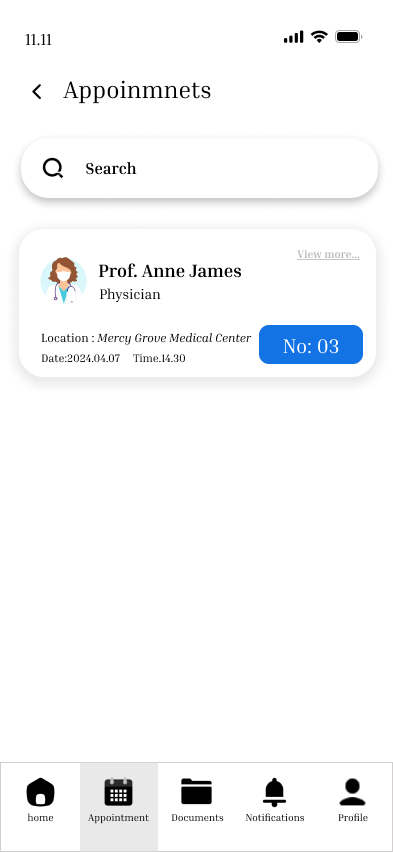 11.11
Appoinmnets
Search
View more...
Prof. Anne James
Physician
Location : Mercy Grove Medical Center
Date:2024.04.07 Time.14.30
No: 03
home Appointment Documents Notifications Profile